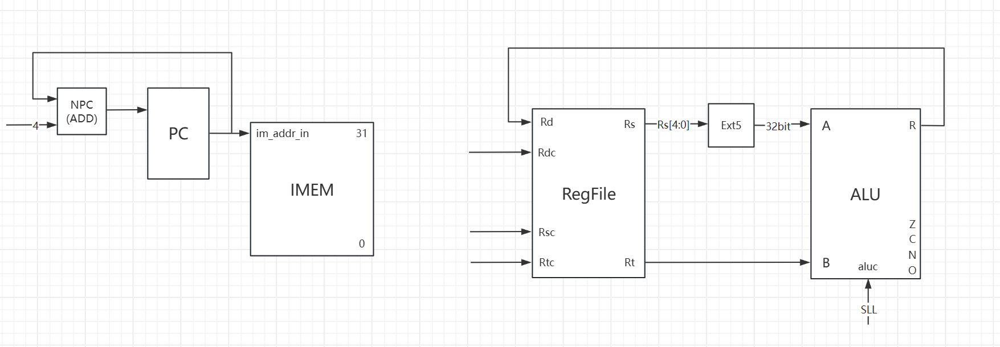 NPC
(ADD)
4
PC
im_addr_in
31
IMEM
0
Rd
Rs
Rdc
RegFile
Rsc
Rtc
Rt
Rs[4:0]
Ext5
32bit
A
R
ALU
Z
C
N
O
B
aluc
SLL